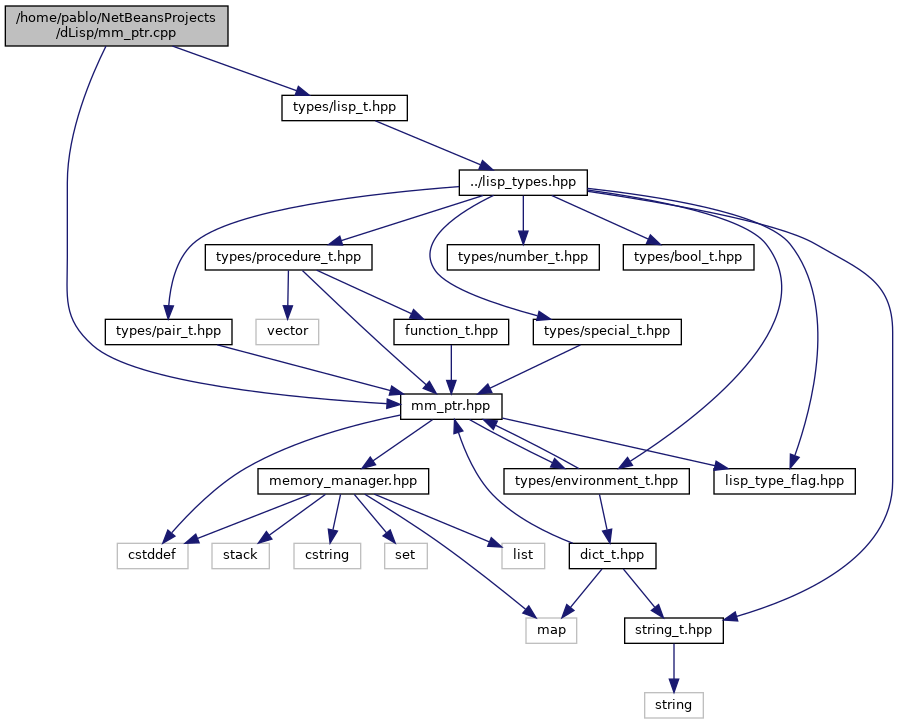 /home/pablo/NetBeansProjects
/dLisp/mm_ptr.cpp
types/lisp_t.hpp
../lisp_types.hpp
types/procedure_t.hpp
types/number_t.hpp
types/bool_t.hpp
types/pair_t.hpp
vector
function_t.hpp
types/special_t.hpp
mm_ptr.hpp
memory_manager.hpp
types/environment_t.hpp
lisp_type_flag.hpp
cstddef
stack
cstring
set
list
dict_t.hpp
map
string_t.hpp
string